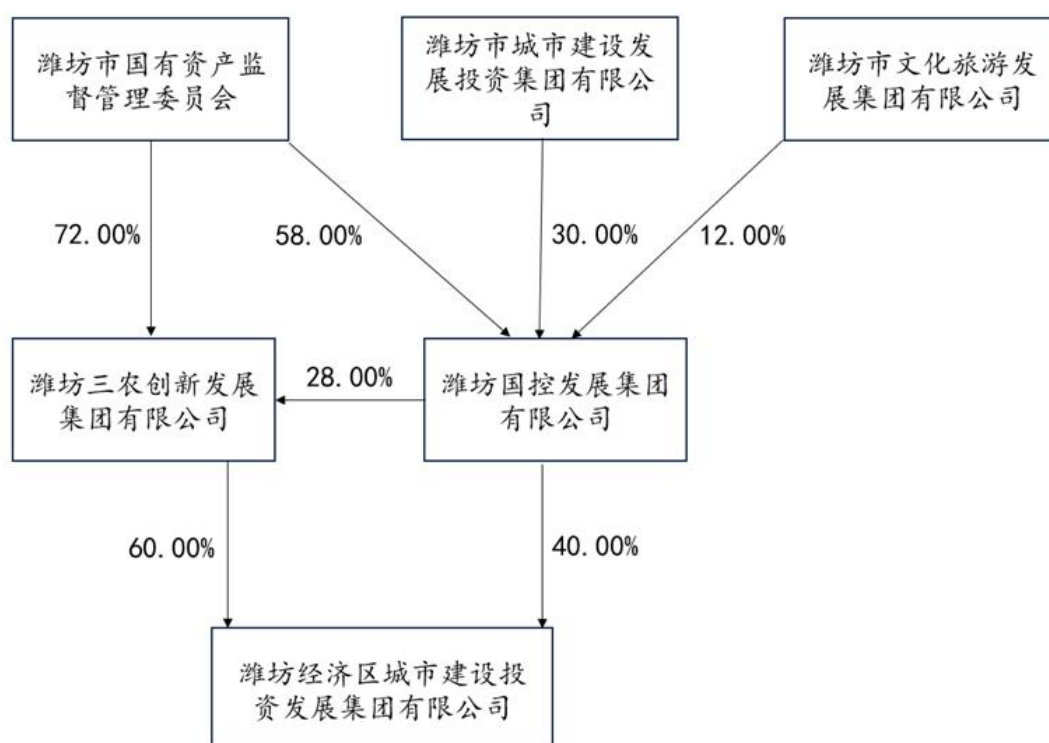 潍坊市国有资产监
督管理委员会
潍坊市城市建设发
展投资集团有限公
司
潍坊市文化旅游发
展集团有限公司
72.00%
58.00%
30.00%
12.00%
潍坊三农创新发展
集团有限公司
28.00%
潍坊国控发展集团
有限公司
60.00%
40.00%
潍坊经济区城市建设投
资发展集团有限公司